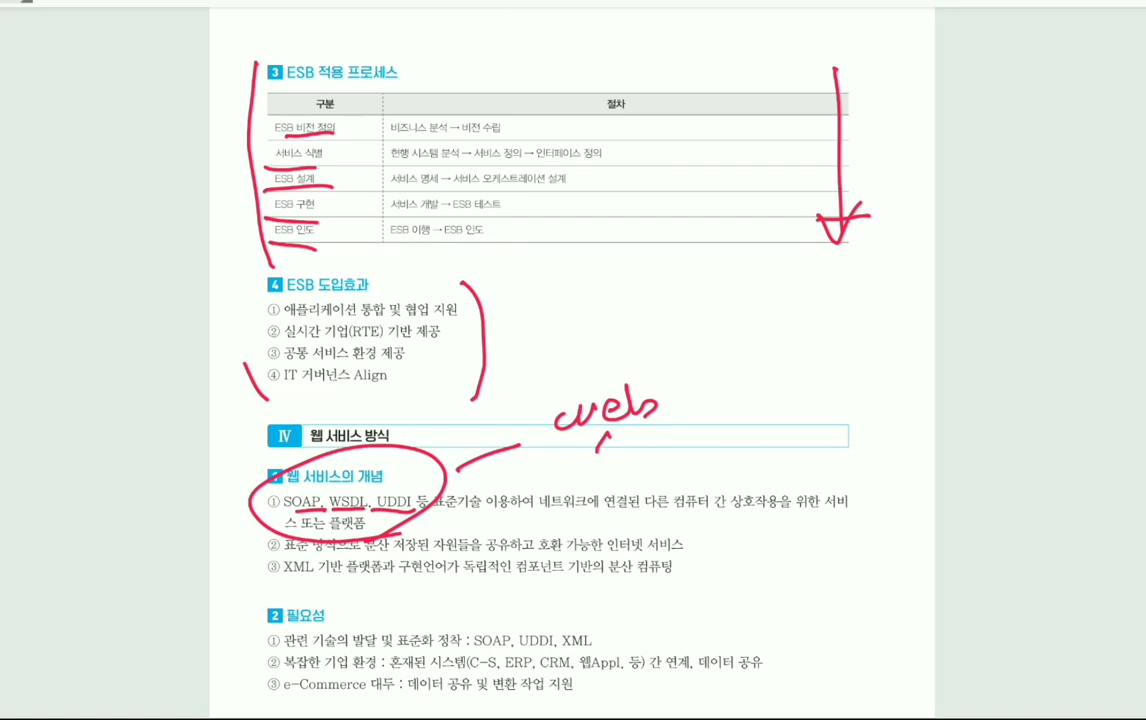 3 ESB 적용 프로세스
구분 절차
ESB 비전 정의 비즈니스 분석 → 비전 수립
서비스 식별 현행 시스템 분석 → 서비스 정의 → 인터페이스 정의
ESB 설계 서비스 명세 → 서비스 오케스트레이션 설계
ESB 구현 서비스 개발 → ESB 테스트
ESB 인도 ESB 이행 → ESB 인도
4 ESB 도입효과
① 애플리케이션 통합 및 협업 지원
② 실시간 기업(RTE) 기반 제공
③ 공통 서비스 환경 제공
④ IT 거버넌스 Align
web
Ⅳ 웹 서비스 방식
1 웹 서비스의 개념
① SOAP, WSDL, UDDI 등 표준기술 이용하여 네트워크에 연결된 다른 컴퓨터 간 상호작용을 위한 서비
스 또는 플랫폼
② 표준 방식으로 분산 저장된 자원들을 공유하고 호환 가능한 인터넷 서비스
③ XML 기반 플랫폼과 구현언어가 독립적인 컴포넌트 기반의 분산 컴퓨팅
2 필요성
① 관련 기술의 발달 및 표준화 정착 : SOAP, UDDI, XML
② 복잡한 기업 환경 : 혼재된 시스템(C-S, ERP, CRM, 웹Appl, 등) 간 연계, 데이터 공유
③ e-Commerce 대두 : 데이터 공유 및 변환 작업 지원